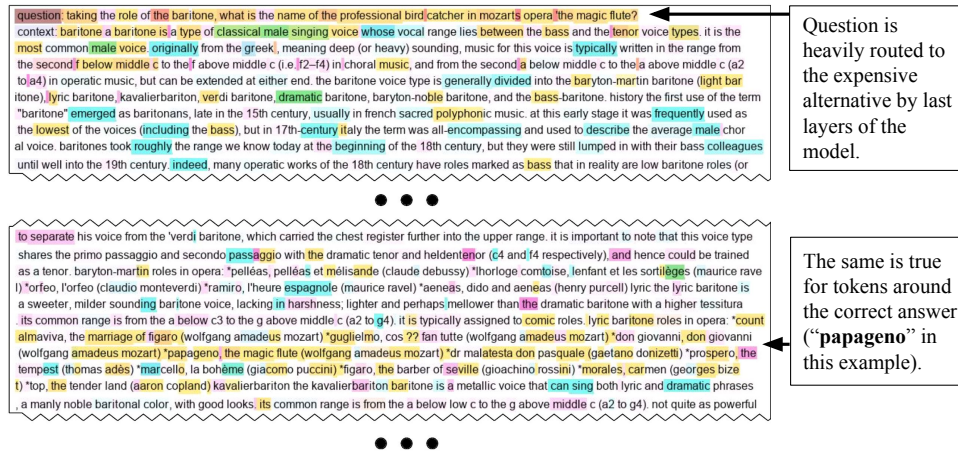 question: taking the role of the baritone, what is the name of the professional bird catcher in mozarts opera 'the magic flute?
context: baritone a baritone is a type of classical male singing voice whose vocal range lies between the bass and the tenor voice types. it is the
most common male voice. originally from the greek , meaning deep (or heavy) sounding, music for this voice is typically written in the range from
the second f below middle c to the f above middle c (i.e. f2–f4) in choral music, and from the second a below middle c to the a above middle c (a2
to a4) in operatic music, but can be extended at either end. the baritone voice type is generally divided into the baryton-martin baritone (light bar
itone), lyric baritone, kavalierbariton, verdi baritone, dramatic baritone, baryton-noble baritone, and the bass-baritone. history the first use of the term
"baritone" emerged as baritonans, late in the 15th century, usually in french sacred polyphonic music. at this early stage it was frequently used as
the lowest of the voices (including the bass), but in 17th-century italy the term was all-encompassing and used to describe the average male chor
al voice. baritones took roughly the range we know today at the beginning of the 18th century, but they were still lumped in with their bass colleagues
until well into the 19th century. indeed, many operatic works of the 18th century have roles marked as bass that in reality are low baritone roles (or
Question is
heavily routed to
the expensive
alternative by last
layers of the
model.
to separate his voice from the 'verdi baritone, which carried the chest register further into the upper range. it is important to note that this voice type
shares the primo passaggio and secondo passaggio with the dramatic tenor and heldentenor (c4 and f4 respectively), and hence could be trained
as a tenor. baryton-martin roles in opera: *pelléas, pelléas et mélisande (claude debussy) *lhorloge comtoise, lenfant et les sortilèges (maurice rave
l) *orfeo, l'orfeo (claudio monteverdi) *ramiro, l'heure espagnole (maurice ravel) *aeneas, dido and aeneas (henry purcell) lyric the lyric baritone is
a sweeter, milder sounding baritone voice, lacking in harshness; lighter and perhaps mellower than the dramatic baritone with a higher tessitura
. its common range is from the a below c3 to the g above middle c (a2 to g4). it is typically assigned to comic roles. lyric baritone roles in opera: *count
almaviva, the marriage of figaro (wolfgang amadeus mozart) *guglielmo, cos ?? fan tutte (wolfgang amadeus mozart) *don giovanni, don giovanni
(wolfgang amadeus mozart) *papageno, the magic flute (wolfgang amadeus mozart) *dr malatesta don pasquale (gaetano donizetti) *prospero, the
tempest (thomas adès) *marcello, la bohème (giacomo puccini) *figaro, the barber of seville (gioachino rossini) *morales, carmen (georges bize
t) *top, the tender land (aaron copland) kavalierbariton the kavalierbariton baritone is a metallic voice that can sing both lyric and dramatic phrases
, a manly noble baritonal color, with good looks. its common range is from the a below low c to the g above middle c (a2 to g4). not quite as powerful
The same is true
for tokens around
the correct answer
("papageno" in
this example).